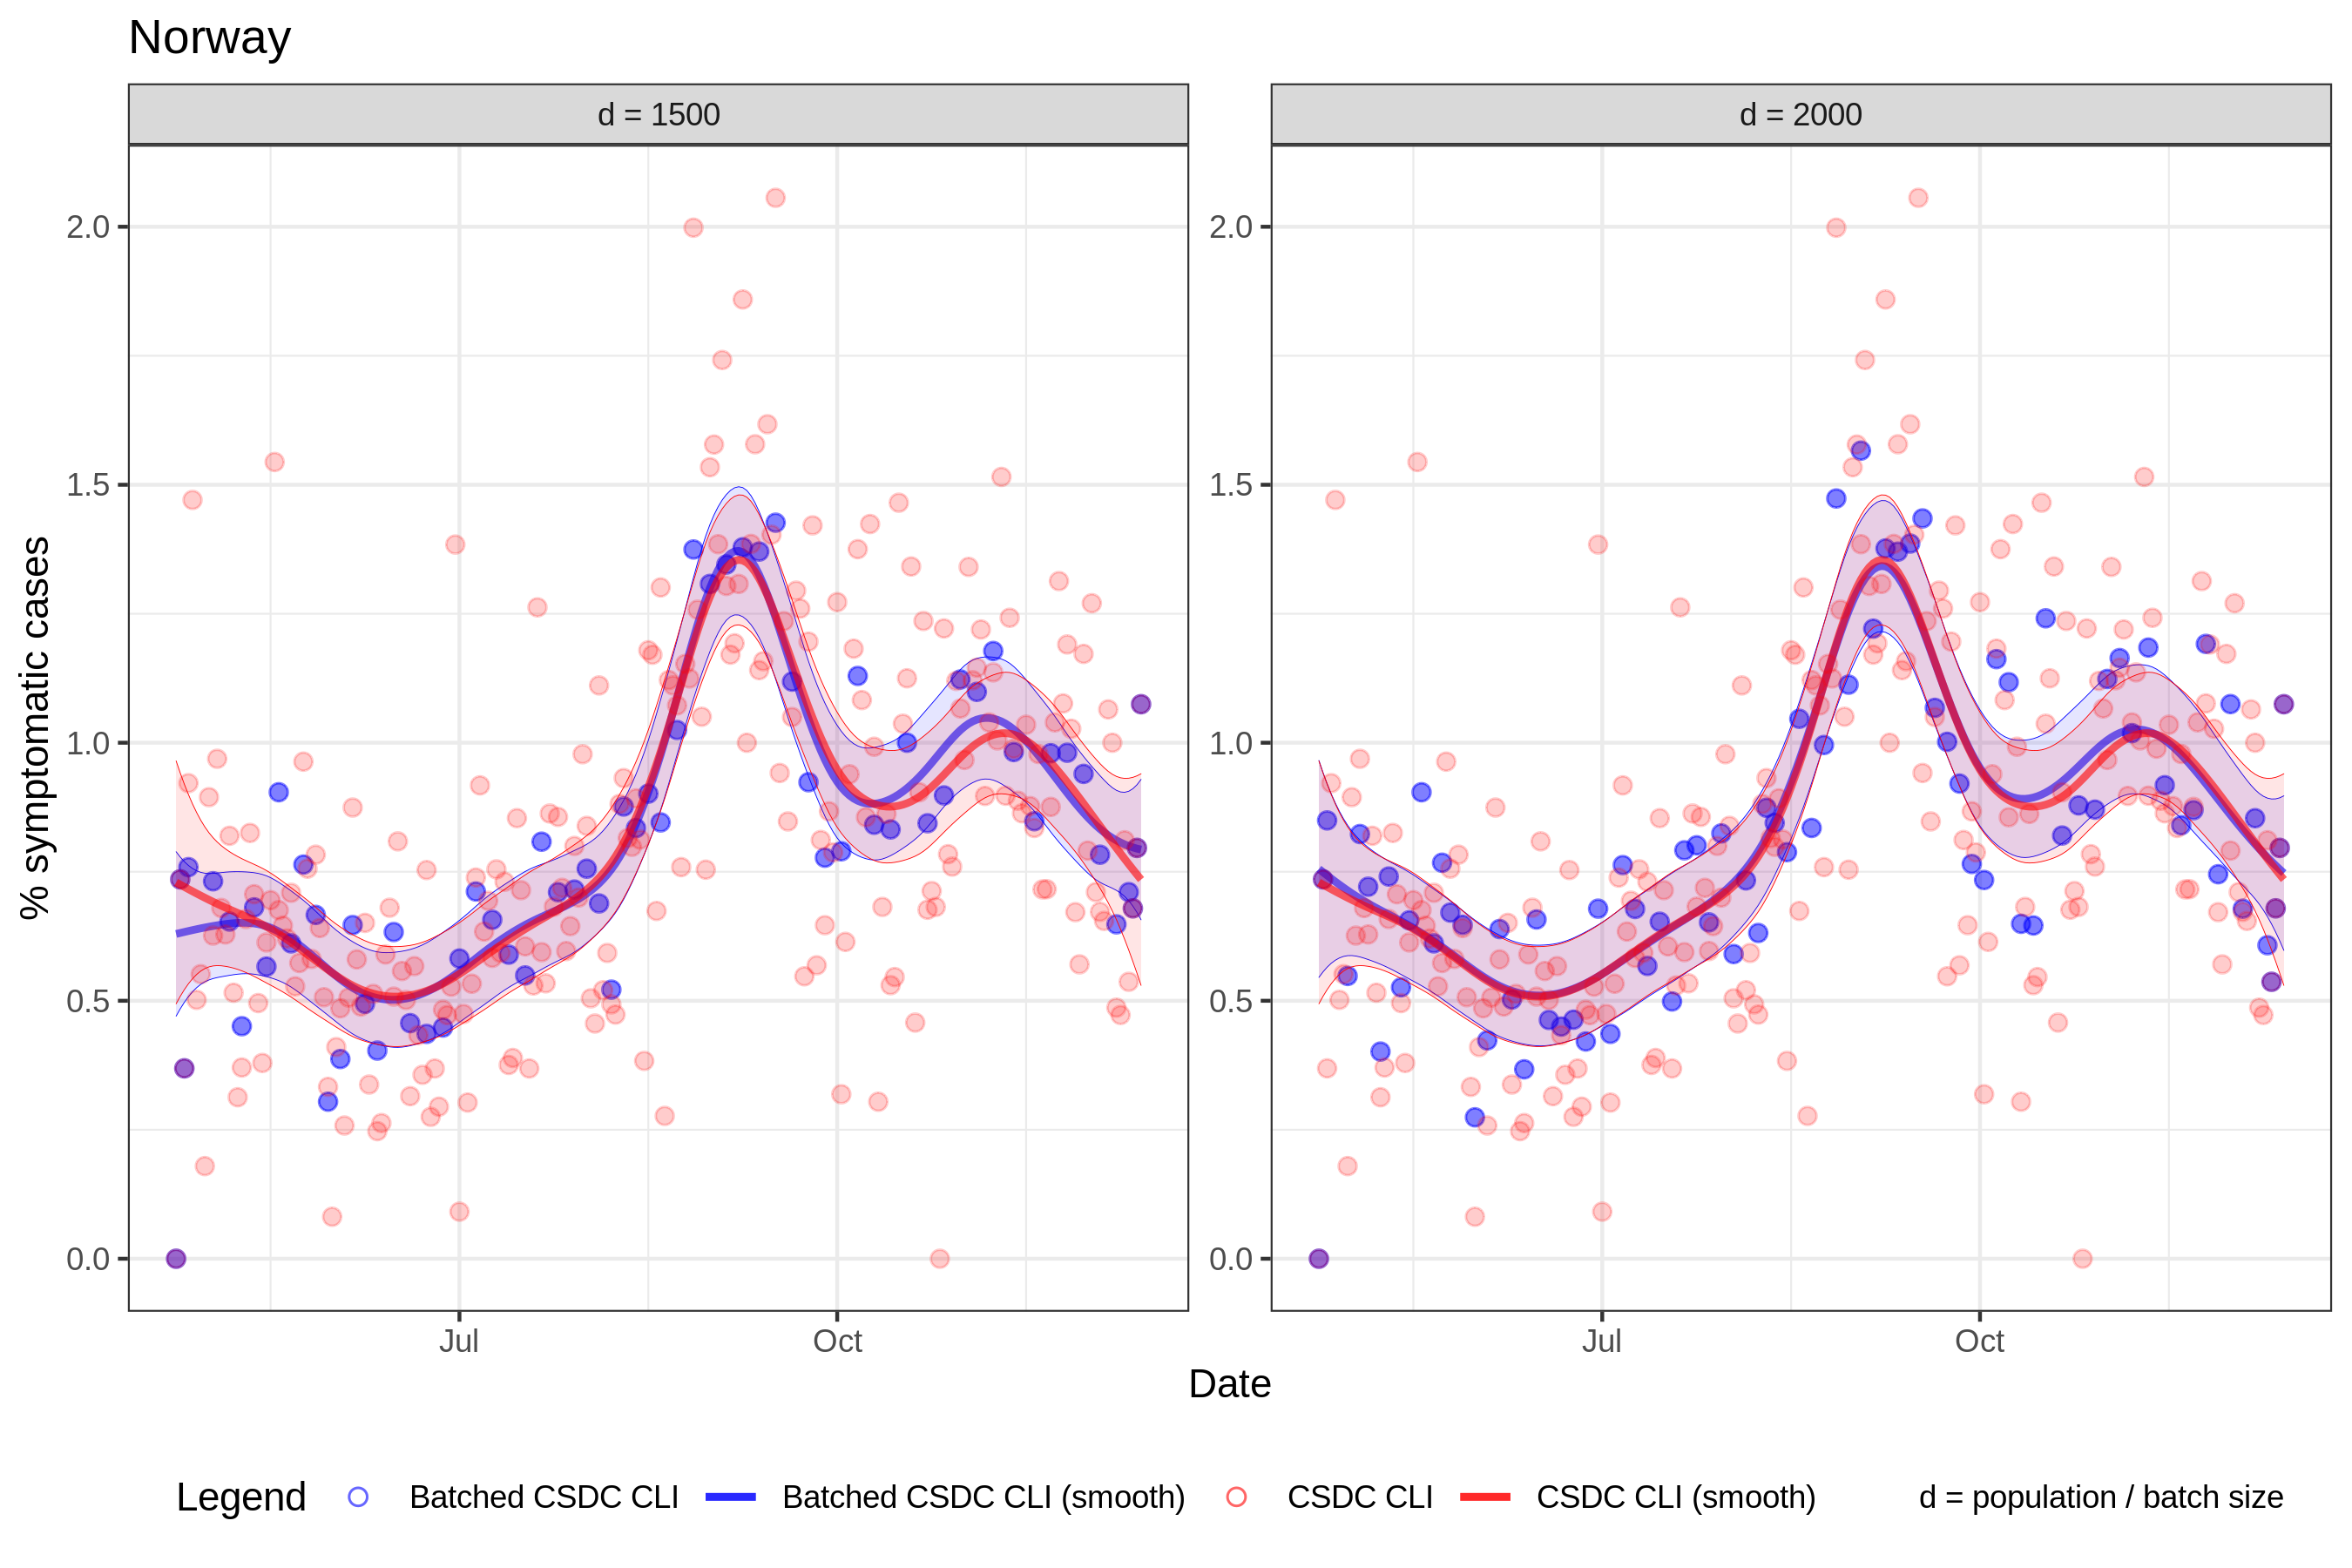 Norway
d = 1500
d = 2000
% symptomatic cases
2.0
1.5
1.0
0.5
0.0
2.0
1.5
1.0
0.5
0.0
Jul
Oct
Jul
Oct
Date
Legend
Batched CSDC CLI
Batched CSDC CLI (smooth)
CSDC CLI
CSDC CLI (smooth)
d = population / batch size